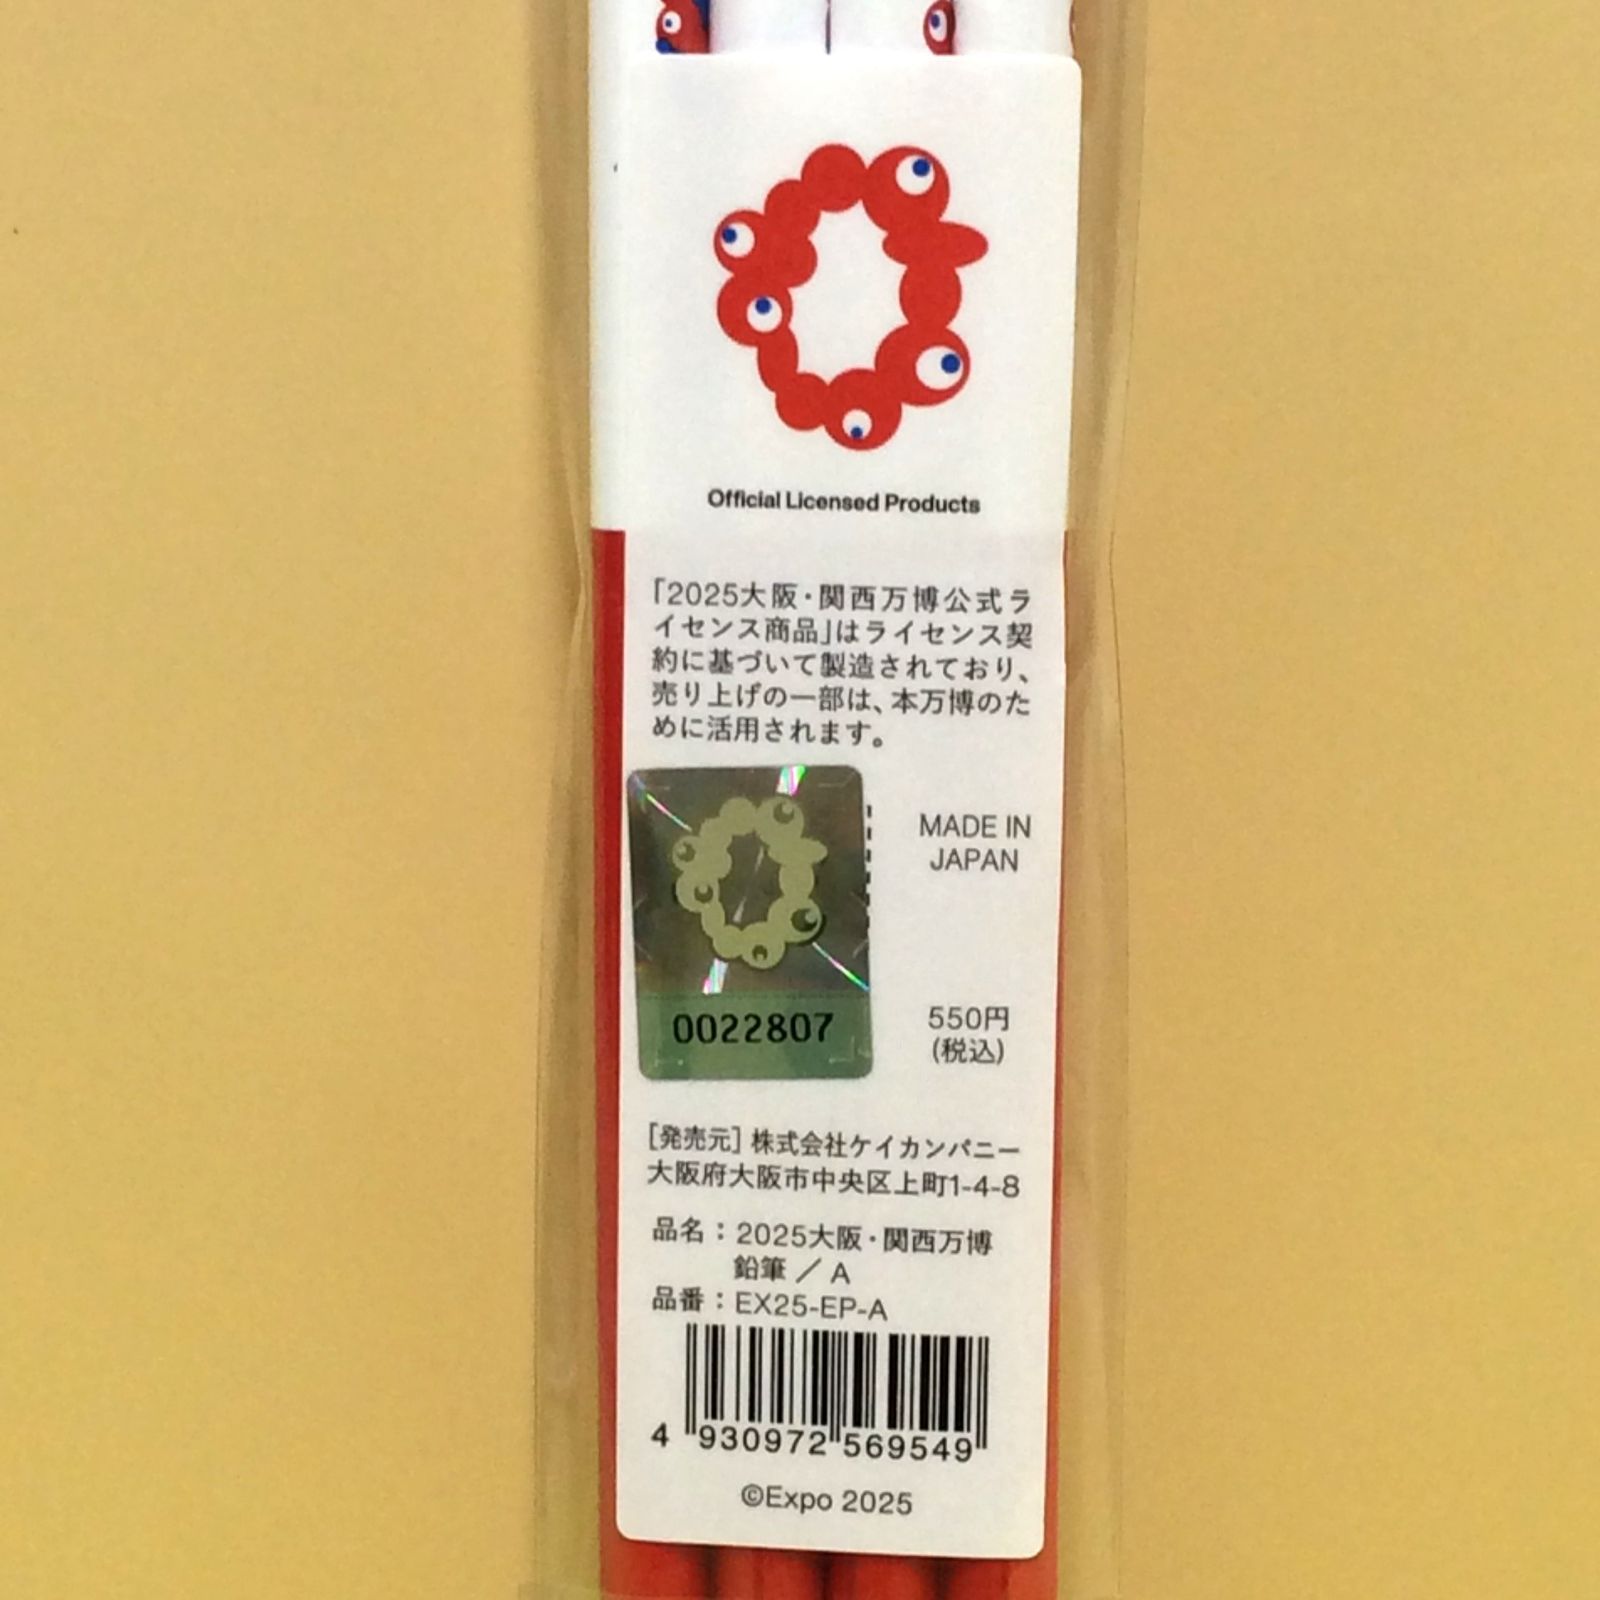 Official Licensed Products
「2025大阪・関西万博公式ラ
イセンス商品」はライセンス契
約に基づいて製造されており、
売り上げの一部は、本万博のた
めに活用されます。
MADE IN
JAPAN
0022807
550円
(税込)
[発売元] 株式会社ケイカンパニー
大阪府大阪市中央区上町1-4-8
品名：2025大阪・関西万博
鉛筆 ／ A
品番：EX25-EP-A
4 930972 569549
©Expo 2025